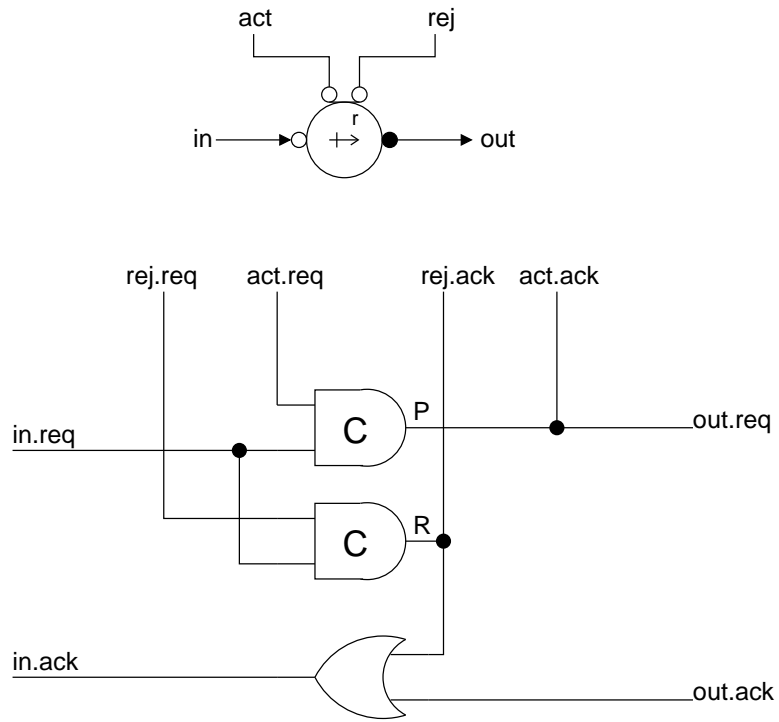 act rej
r
in out
rej.req act.req rej.ack act.ack
P
C
in.req out.req
R
C
in.ack
out.ack